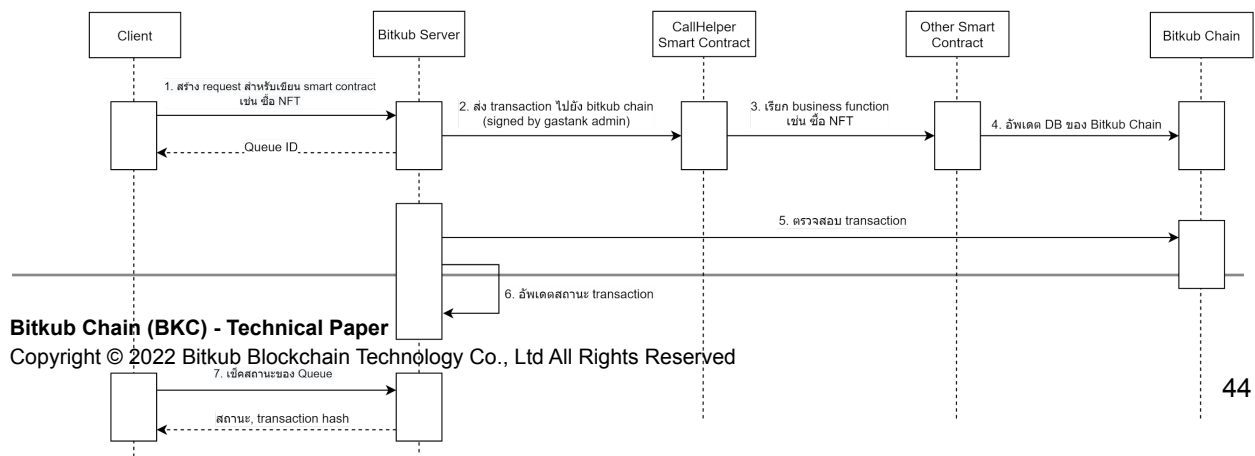 Client
Bitkub Server
CallHelper
Smart Contract
Other Smart
Contract
Bitkub Chain
1. สร้าง request สำหรับเขียน smart contract
เช่น ซื้อ NFT
2. ส่ง transaction ไปยัง bitkub chain
(signed by gastank admin)
3. เรียก business function
เช่น ซื้อ NFT
4. อัพเดต DB ของ Bitkub Chain
Queue ID
5. ตรวจสอบ transaction
6. อัพเดตสถานะ transaction
Bitkub Chain (BKC) - Technical Paper
Copyright © 2022 Bitkub Blockchain Technology Co., Ltd All Rights Reserved
7. เช็คสถานะของ Queue
44
สถานะ, transaction hash